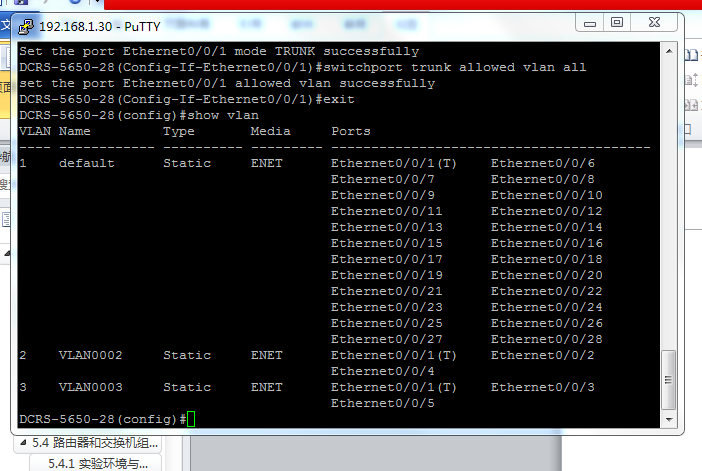 192.168.1.30 - PuTTY
Set the port Ethernet0/0/1 mode TRUNK successfully
DCRS-5650-28(Config-If-Ethernet0/0/1)#switchport trunk allowed vlan all
set the port Ethernet0/0/1 allowed vlan successfully
DCRS-5650-28(Config-If-Ethernet0/0/1)#exit
DCRS-5650-28(config)#show vlan
VLAN Name Type Media Ports
---- ------------ ---------- --------- ----------------------------------------
1 default Static ENET Ethernet0/0/1(T) Ethernet0/0/6
Ethernet0/0/7 Ethernet0/0/8
Ethernet0/0/9 Ethernet0/0/10
Ethernet0/0/11 Ethernet0/0/12
Ethernet0/0/13 Ethernet0/0/14
Ethernet0/0/15 Ethernet0/0/16
Ethernet0/0/17 Ethernet0/0/18
Ethernet0/0/19 Ethernet0/0/20
Ethernet0/0/21 Ethernet0/0/22
Ethernet0/0/23 Ethernet0/0/24
Ethernet0/0/25 Ethernet0/0/26
Ethernet0/0/27 Ethernet0/0/28
2 VLAN0002 Static ENET Ethernet0/0/1(T) Ethernet0/0/2
Ethernet0/0/4
3 VLAN0003 Static ENET Ethernet0/0/1(T) Ethernet0/0/3
Ethernet0/0/5
DCRS-5650-28(config)#
5.4 路由器和交换机组...
5.4.1 实验环境与...